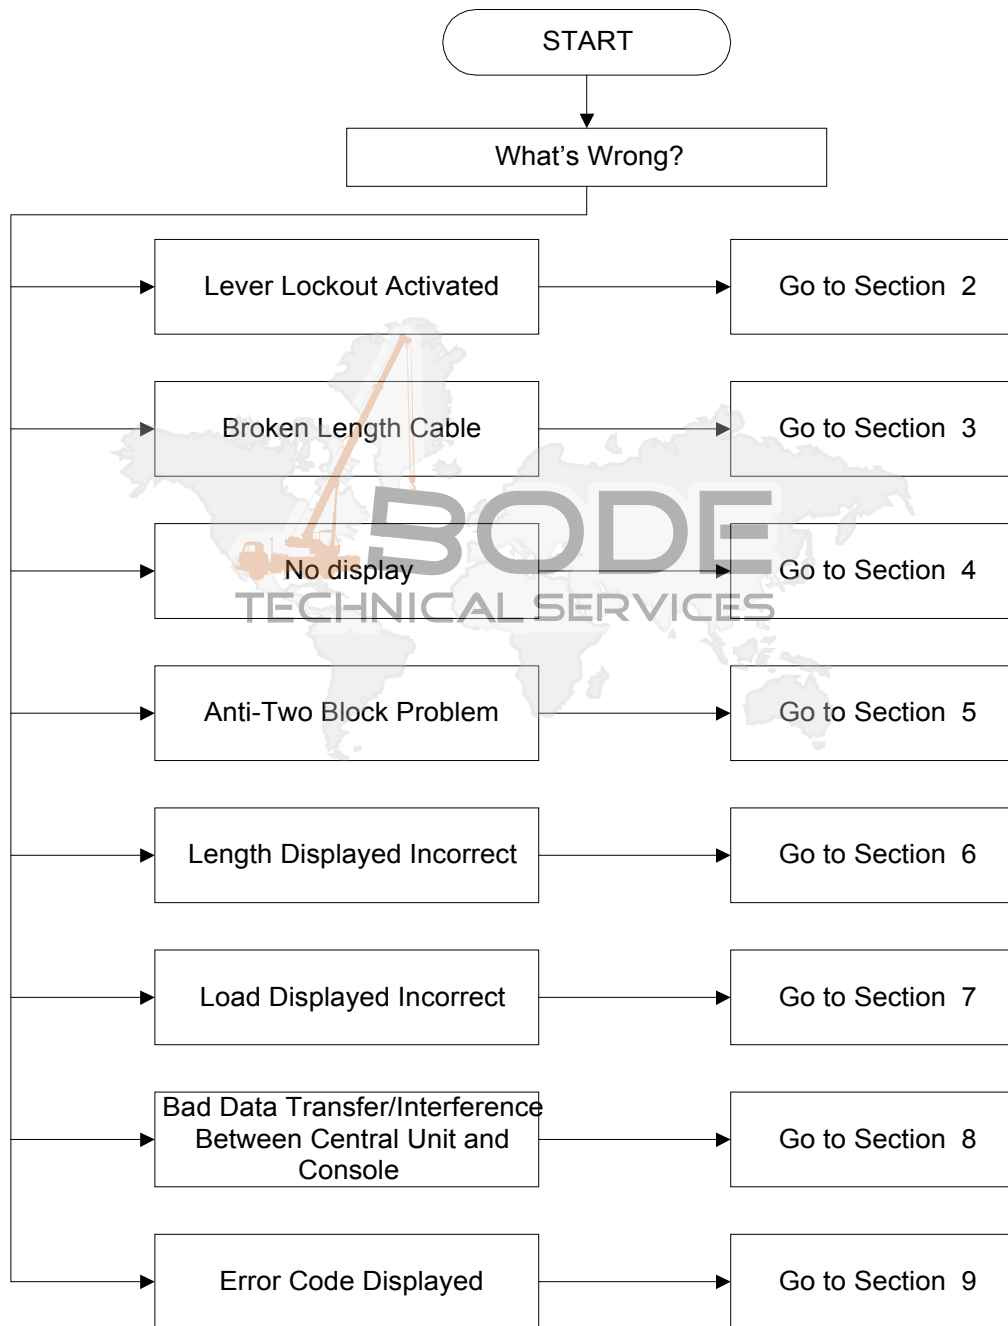 START
What's Wrong?
Lever Lockout Activated
Go to Section 2
Broken Length Cable
Go to Section 3
No display
Go to Section 4
BODE
TECHNICAL SERVICES
Anti-Two Block Problem
Go to Section 5
Length Displayed Incorrect
Go to Section 6
Load Displayed Incorrect
Go to Section 7
Bad Data Transfer/Interference
Between Central Unit and
Console
Go to Section 8
Error Code Displayed
Go to Section 9